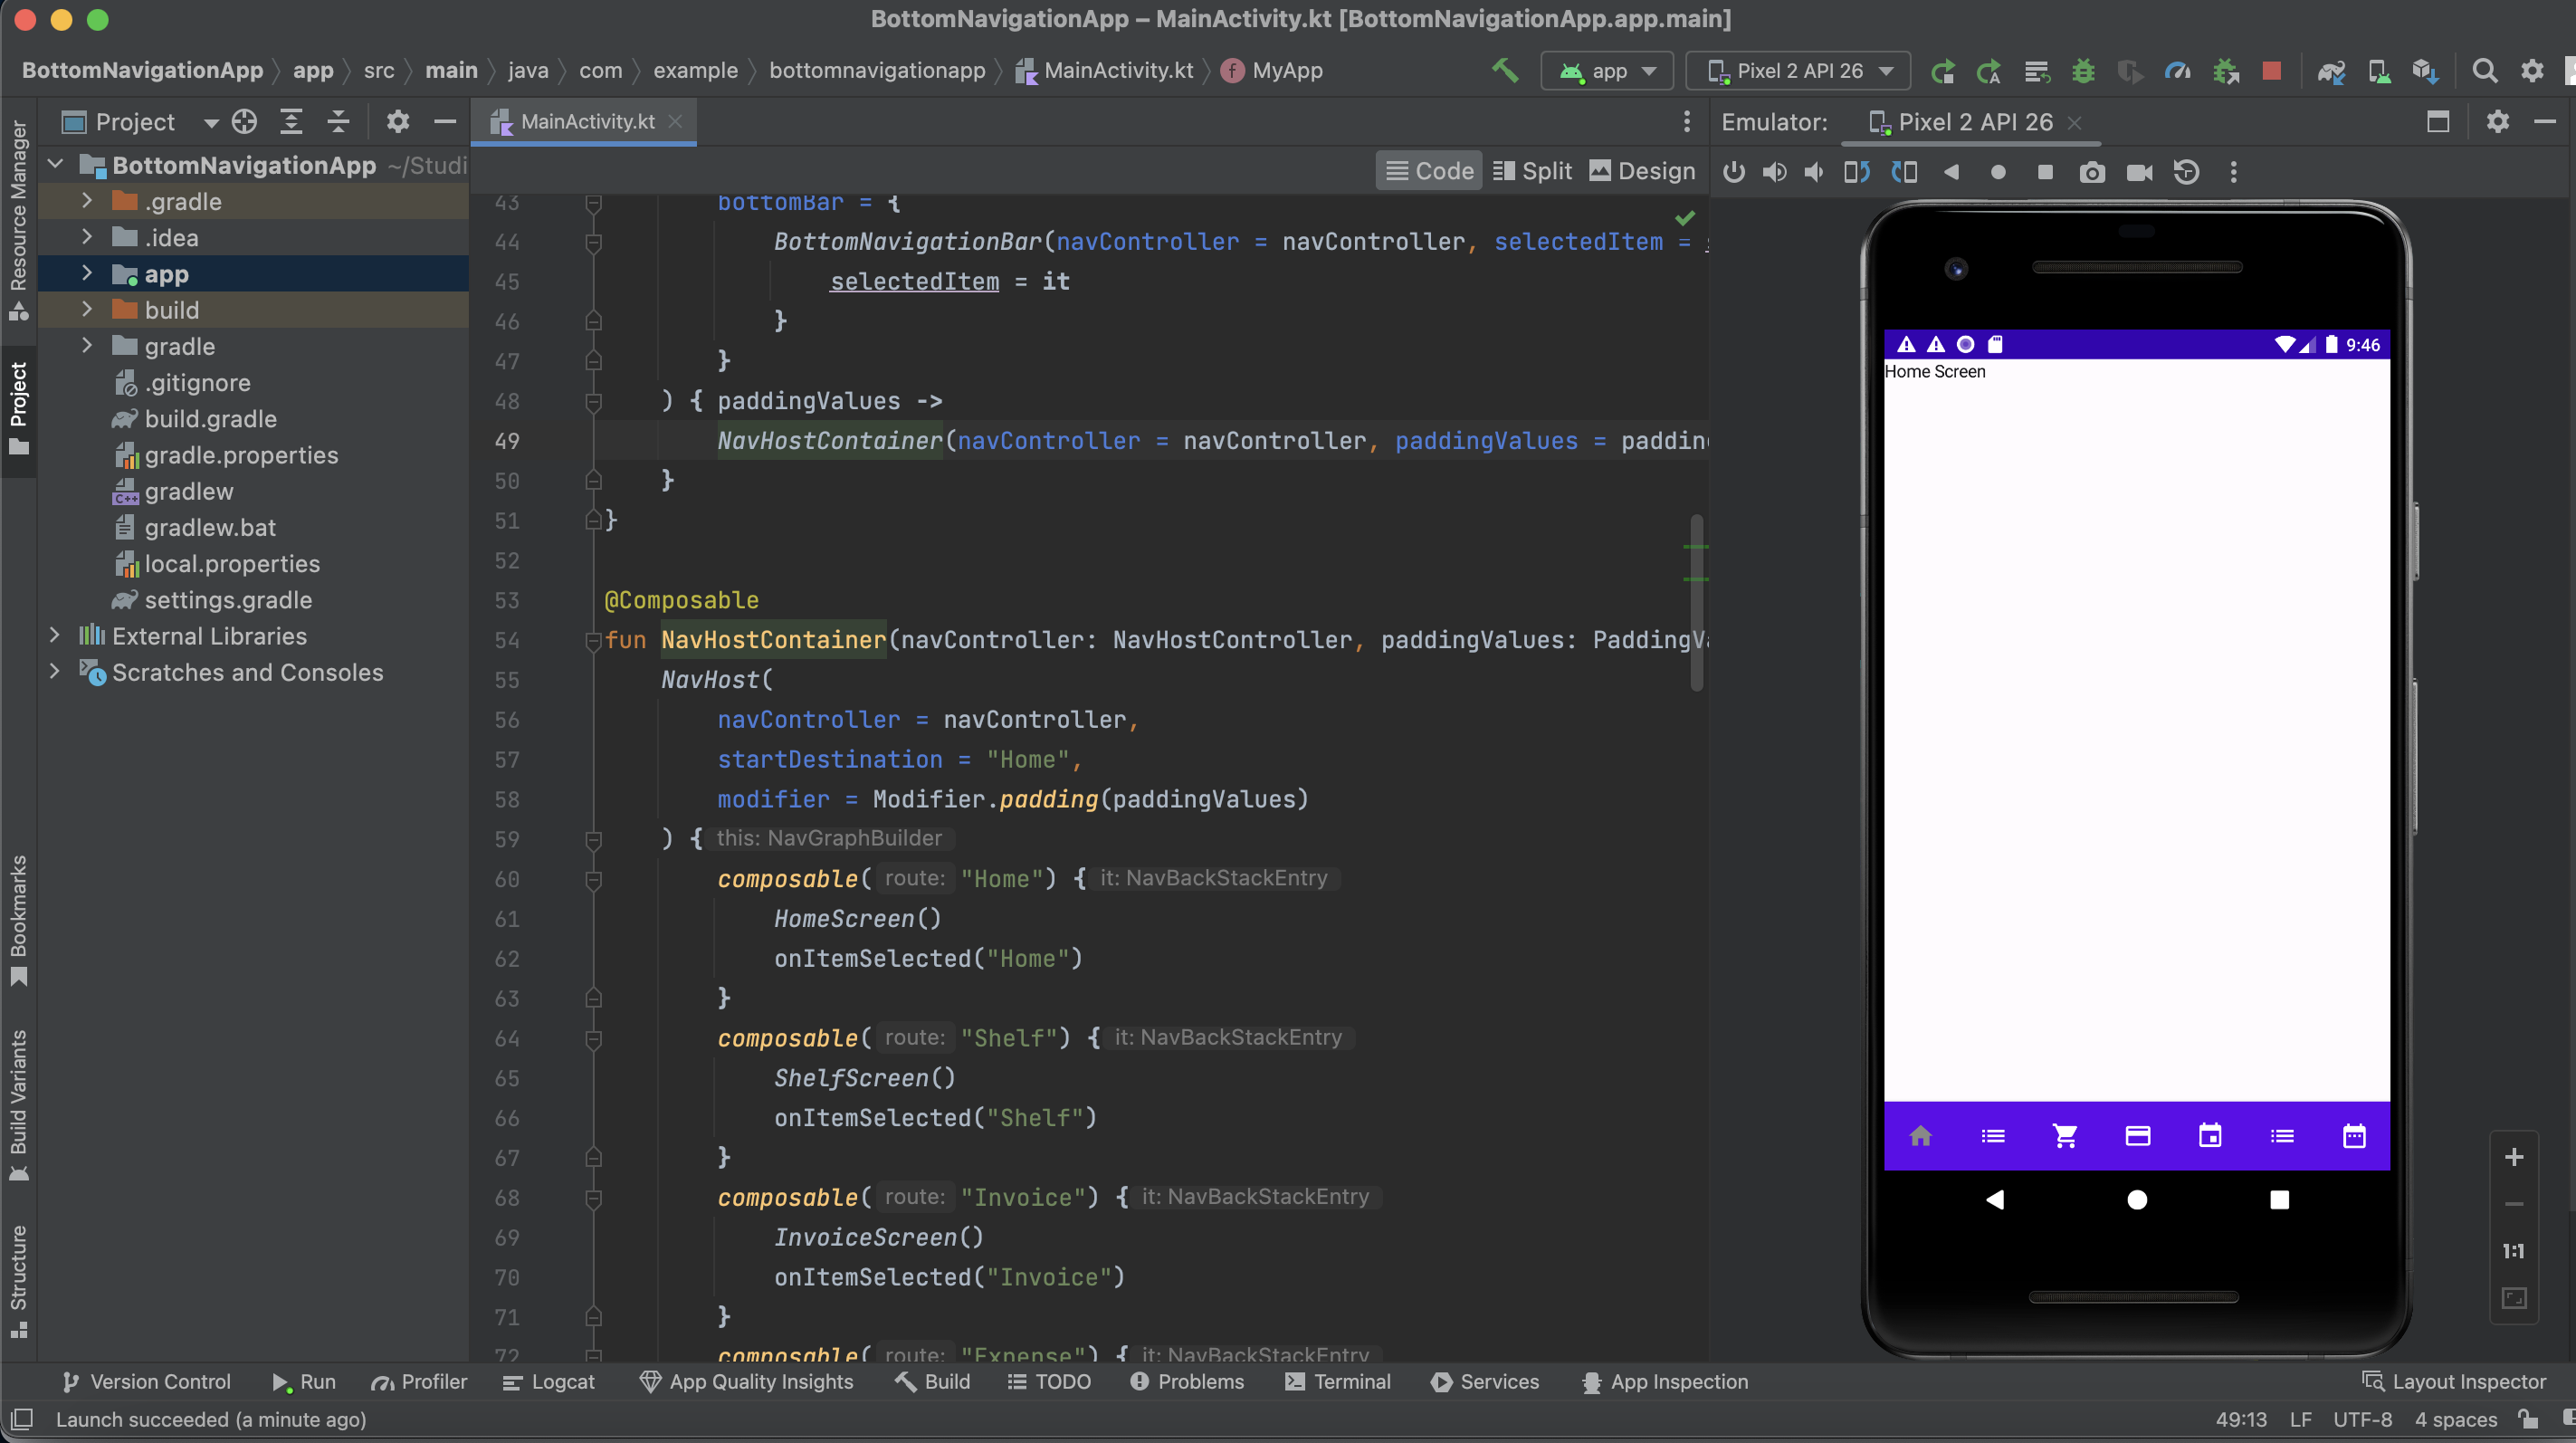 BottomNavigationApp – MainActivity.kt [BottomNavigationApp.app.main]
BottomNavigationApp app src main java com example bottomnavigationapp MainActivity.kt MyApp
app Pixel 2 API 26
Project
MainActivity.kt
Emulator: Pixel 2 API 26
Code Split Design
Resource Manager
Project
Bookmarks
Build Variants
Structure
BottomNavigationApp ~/Studi
.gradle
.idea
app
build
gradle
.gitignore
build.gradle
gradle.properties
gradlew
gradlew.bat
local.properties
settings.gradle
External Libraries
Scratches and Consoles
43 bottomBar = {
44 BottomNavigationBar(navController = navController, selectedItem =
45 selectedItem = it
46 }
47 }
48 ) { paddingValues ->
49 NavHostContainer(navController = navController, paddingValues = paddin
50 }
51 }
52
53 @Composable
54 fun NavHostContainer(navController: NavHostController, paddingValues: PaddingVa
55 NavHost(
56 navController = navController,
57 startDestination = "Home",
58 modifier = Modifier.padding(paddingValues)
59 ) { this: NavGraphBuilder
60 composable( route: "Home") { it: NavBackStackEntry
61 HomeScreen()
62 onItemSelected("Home")
63 }
64 composable( route: "Shelf") { it: NavBackStackEntry
65 ShelfScreen()
66 onItemSelected("Shelf")
67 }
68 composable( route: "Invoice") { it: NavBackStackEntry
69 InvoiceScreen()
70 onItemSelected("Invoice")
71 }
72 composable( route: "Expense") { it: NavBackStackEntry
9:46
Home Screen
1:1
Version Control Run Profiler Logcat App Quality Insights Build TODO Problems Terminal Services App Inspection Layout Inspector
Launch succeeded (a minute ago) 49:13 LF UTF-8 4 spaces